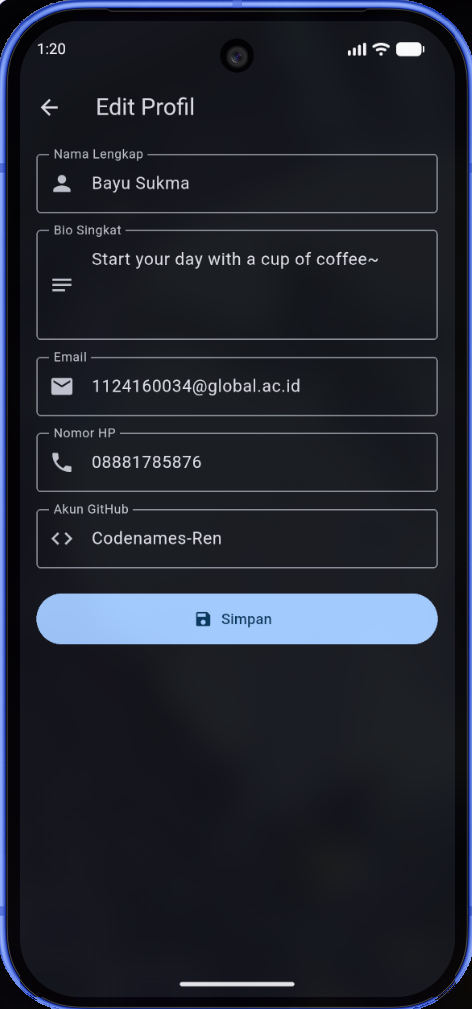 1:20
Edit Profil
Nama Lengkap
Bayu Sukma
Bio Singkat
Start your day with a cup of coffee~
Email
1124160034@global.ac.id
Nomor HP
08881785876
Akun GitHub
Codenames-Ren
Simpan